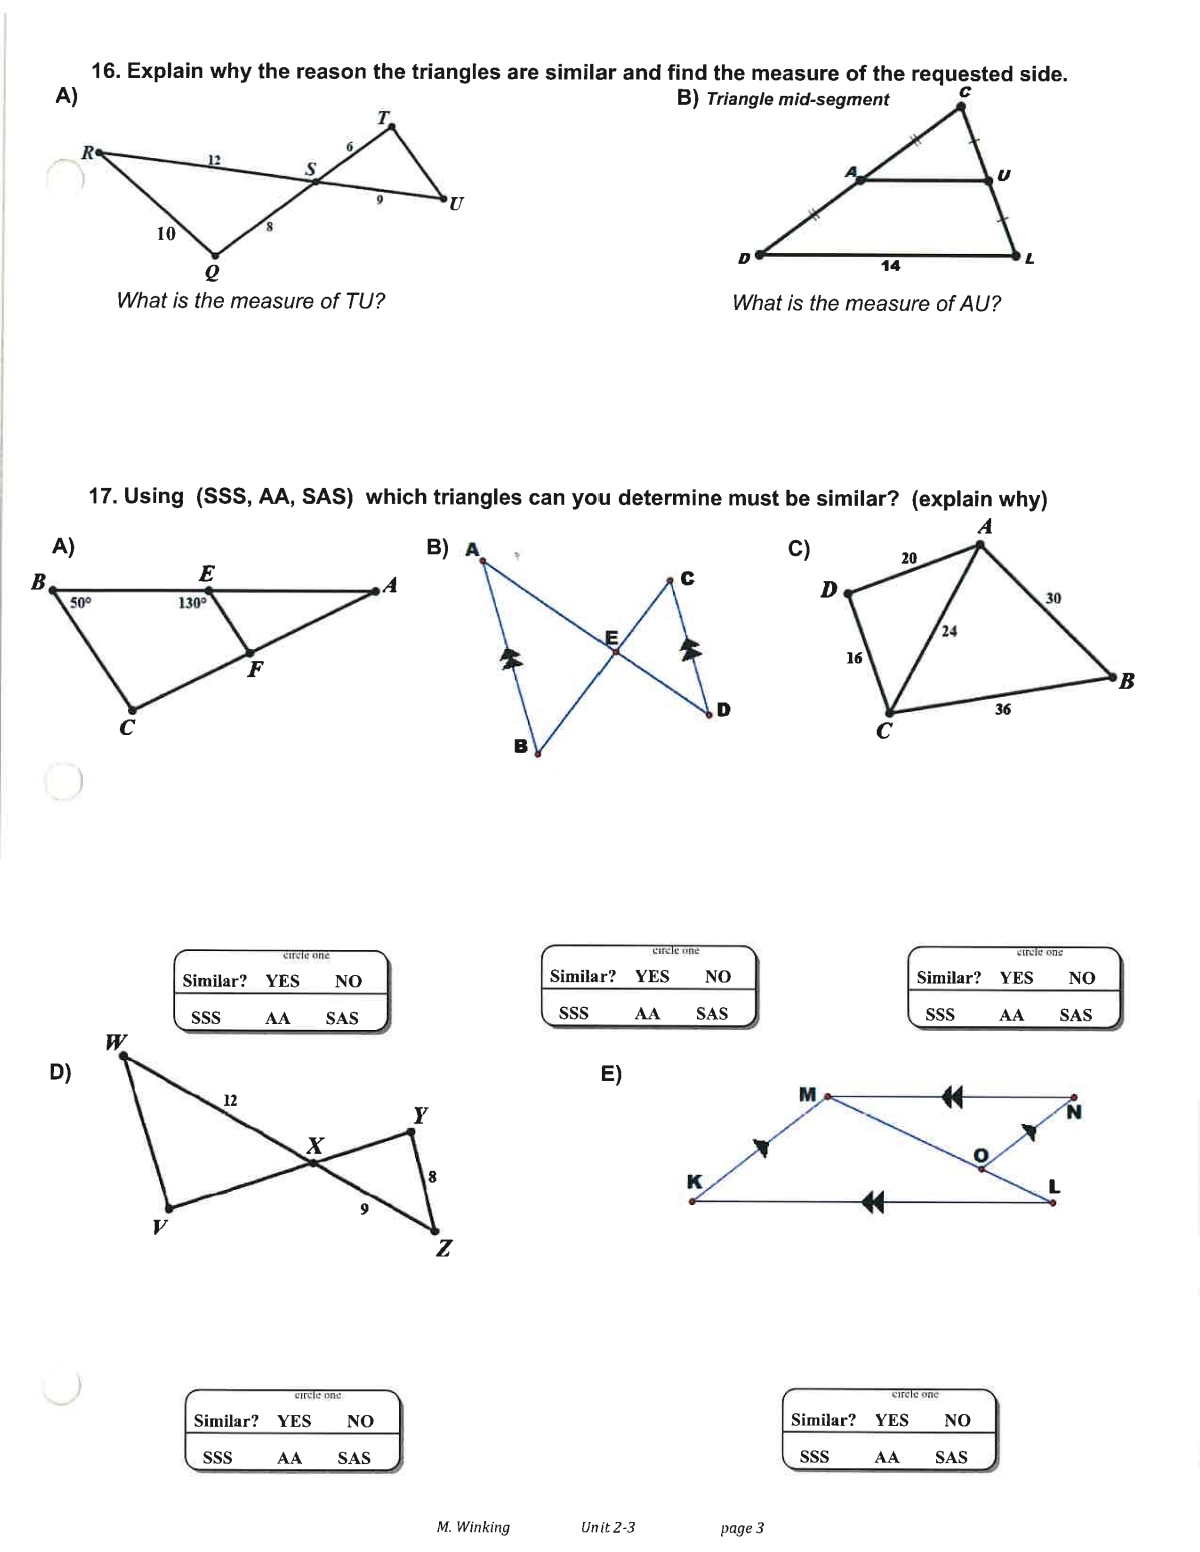 16. Explain why the reason the triangles are similar and find the measure of the requested side.
A)
B) Triangle mid-segment
R
12
S
6
T
9
U
8
10
Q
What is the measure of TU?
C
A
U
D
14
L
What is the measure of AU?
17. Using (SSS, AA, SAS) which triangles can you determine must be similar? (explain why)
A)
B
E
A
50°
130°
F
C
B)
A
C
E
D
B
C)
A
20
D
30
24
16
B
36
C
circle one
Similar? YES NO
SSS AA SAS
circle one
Similar? YES NO
SSS AA SAS
circle one
Similar? YES NO
SSS AA SAS
D)
W
12
Y
X
8
9
V
Z
E)
M
N
O
K
L
circle one
Similar? YES NO
SSS AA SAS
circle one
Similar? YES NO
SSS AA SAS
M. Winking Unit 2-3 page 3